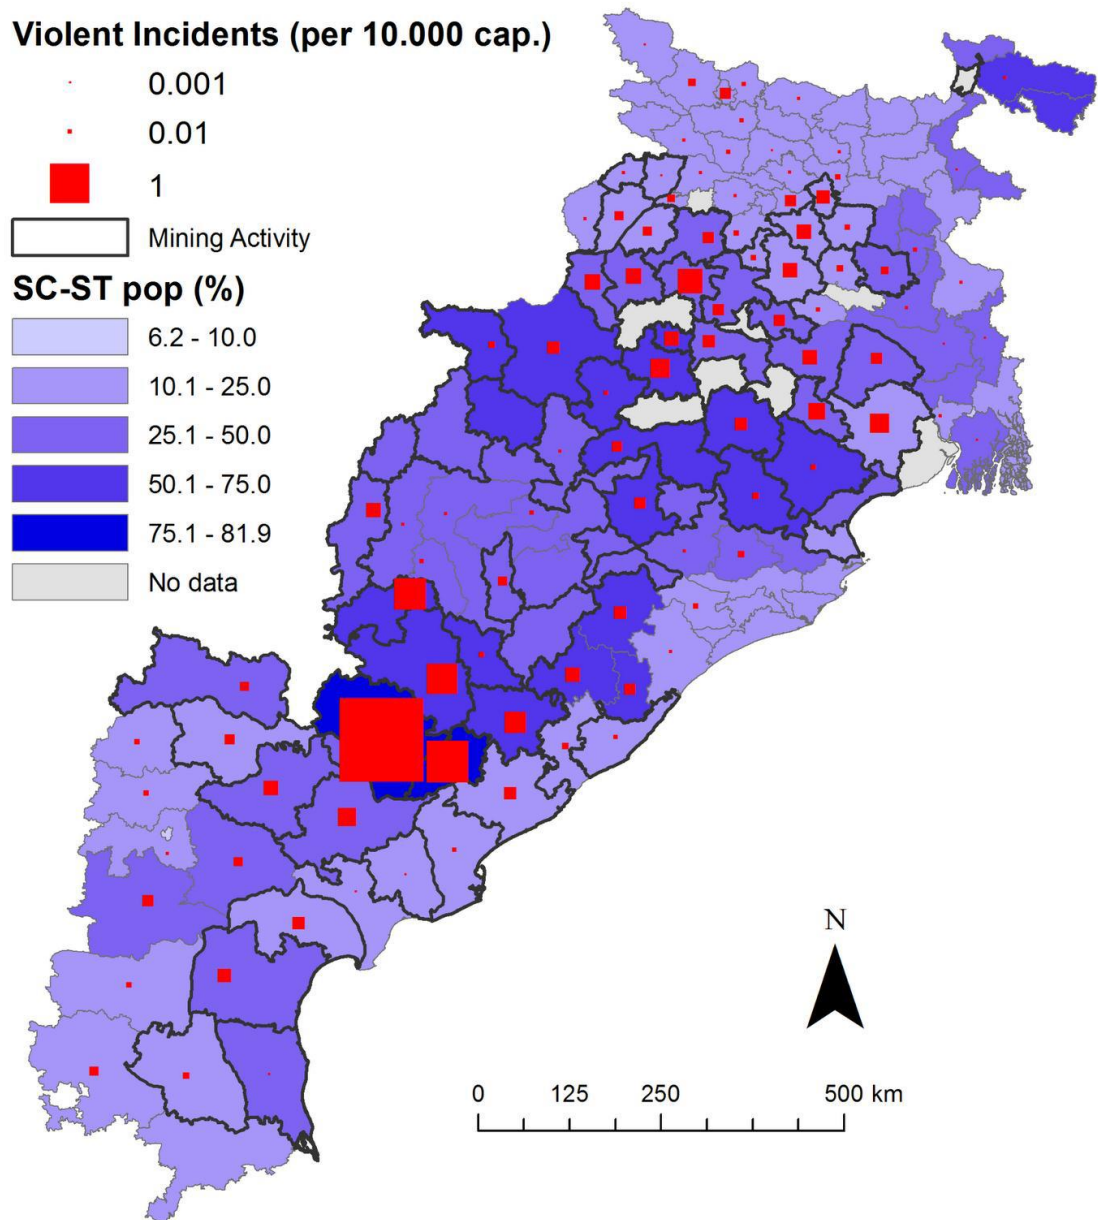 Violent Incidents (per 10.000 cap.)
0.001
0.01
1
Mining Activity
SC-ST pop (%)
6.2 - 10.0
10.1 - 25.0
25.1 - 50.0
50.1 - 75.0
75.1 - 81.9
No data
N
0 125 250 500 km